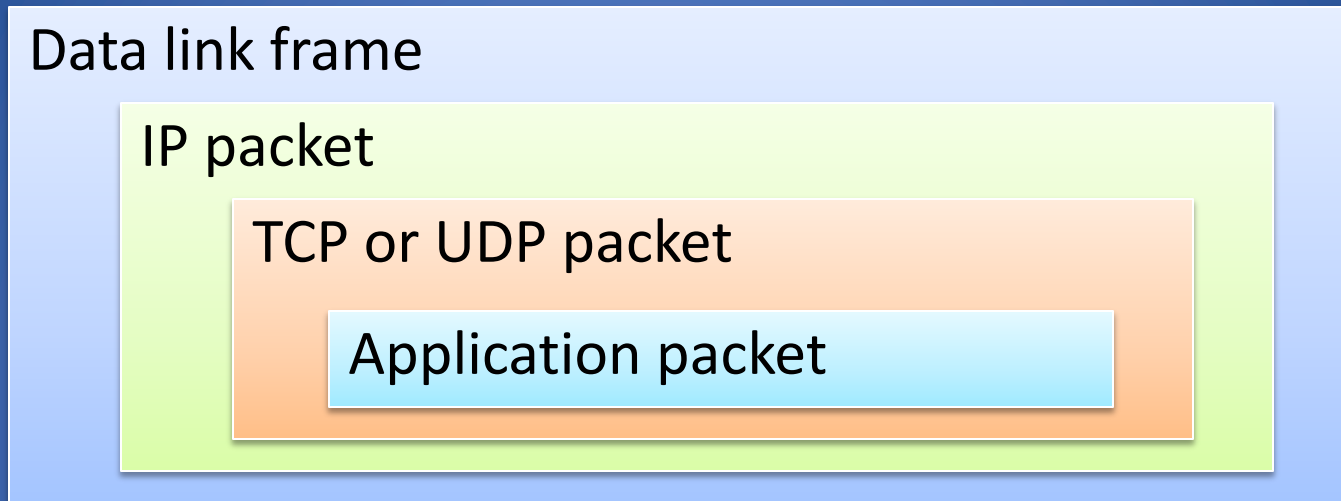 Data link frame
IP packet
TCP or UDP packet
Application packet